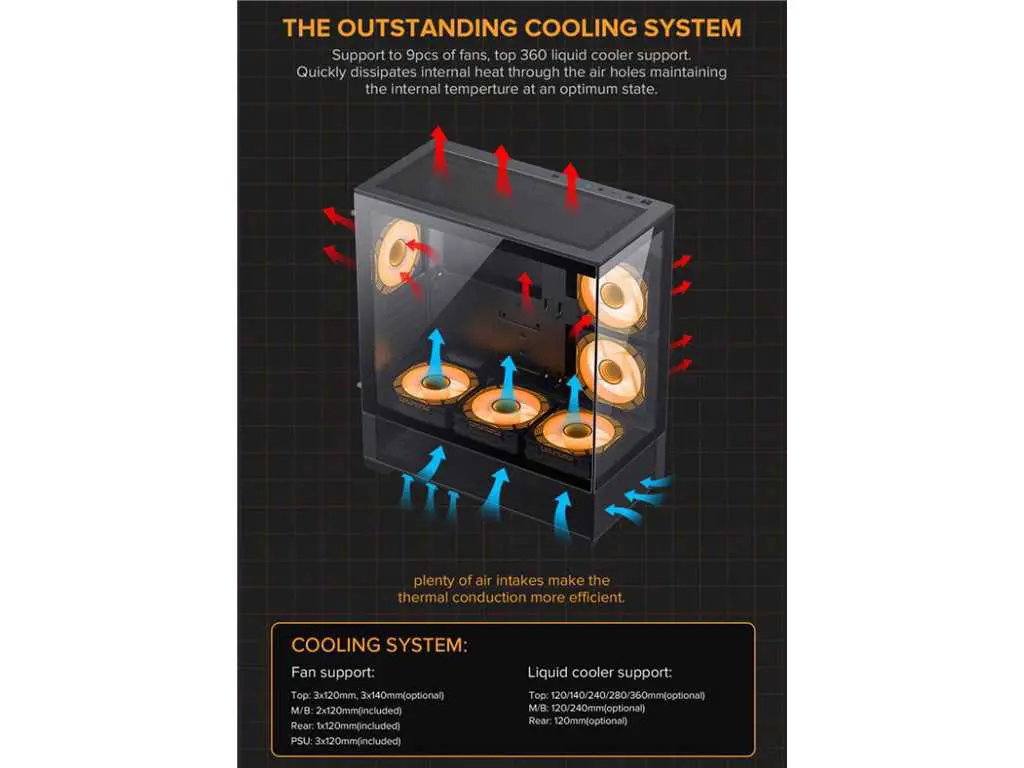 THE OUTSTANDING COOLING SYSTEM
Support to 9pcs of fans, top 360 liquid cooler support.
Quickly dissipates internal heat through the air holes maintaining
the internal temperture at an optimum state.
plenty of air intakes make the
thermal conduction more efficient.
COOLING SYSTEM:
Fan support:
Top: 3x120mm, 3x140mm(optional)
M/B: 2x120mm(included)
Rear: 1x120mm(included)
PSU: 3x120mm(included)
Liquid cooler support:
Top: 120/140/240/280/360mm(optional)
M/B: 120/240mm(optional)
Rear: 120mm(optional)